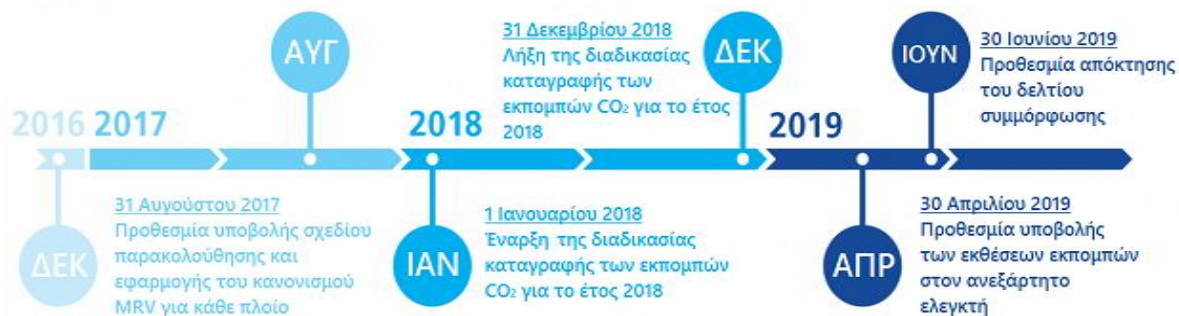 ΑΥΓ
31 Δεκεμβρίου 2018
Λήξη της διαδικασίας
καταγραφής των
εκπομπών CO₂ για το έτος
2018
ΔΕΚ
ΙΟΥΝ
30 Ιουνίου 2019
Προθεσμία απόκτησης
του δελτίου
συμμόρφωσης
2016 2017
2018
2019
ΔΕΚ
31 Αυγούστου 2017
Προθεσμία υποβολής σχεδίου
παρακολούθησης και
εφαρμογής του κανονισμού
MRV για κάθε πλοίο
ΙΑΝ
1 Ιανουαρίου 2018
Έναρξη της διαδικασίας
καταγραφής των εκπομπών
CO₂ για το έτος 2018
ΑΠΡ
30 Απριλίου 2019
Προθεσμία υποβολής
των εκθέσεων εκπομπών
στον ανεξάρτητο
ελεγκτή